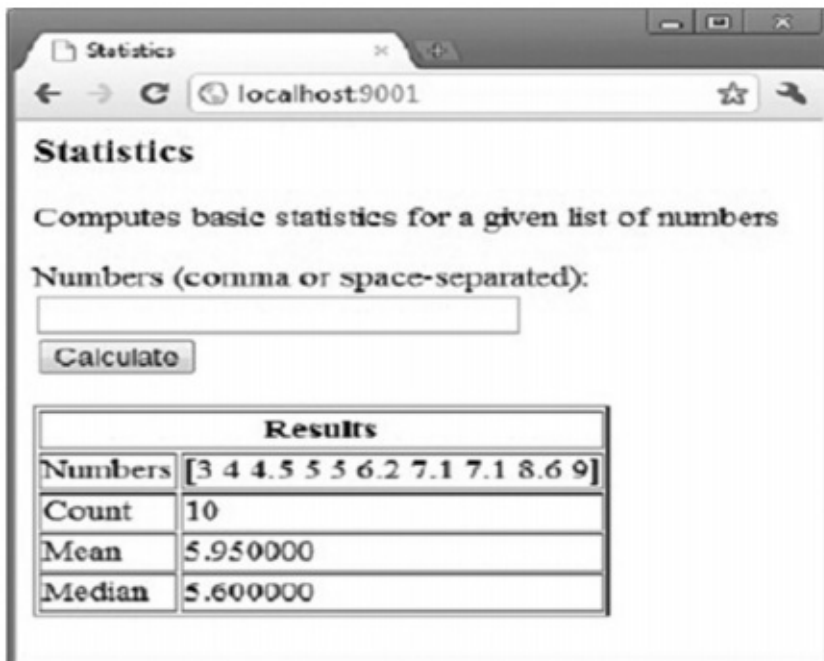 Statistics
localhost:9001
Statistics
Computes basic statistics for a given list of numbers
Numbers (comma or space-separated):
Calculate
Results
Numbers [3 4 4.5 5 5 6.2 7.1 7.1 8.6 9]
Count 10
Mean 5.950000
Median 5.600000